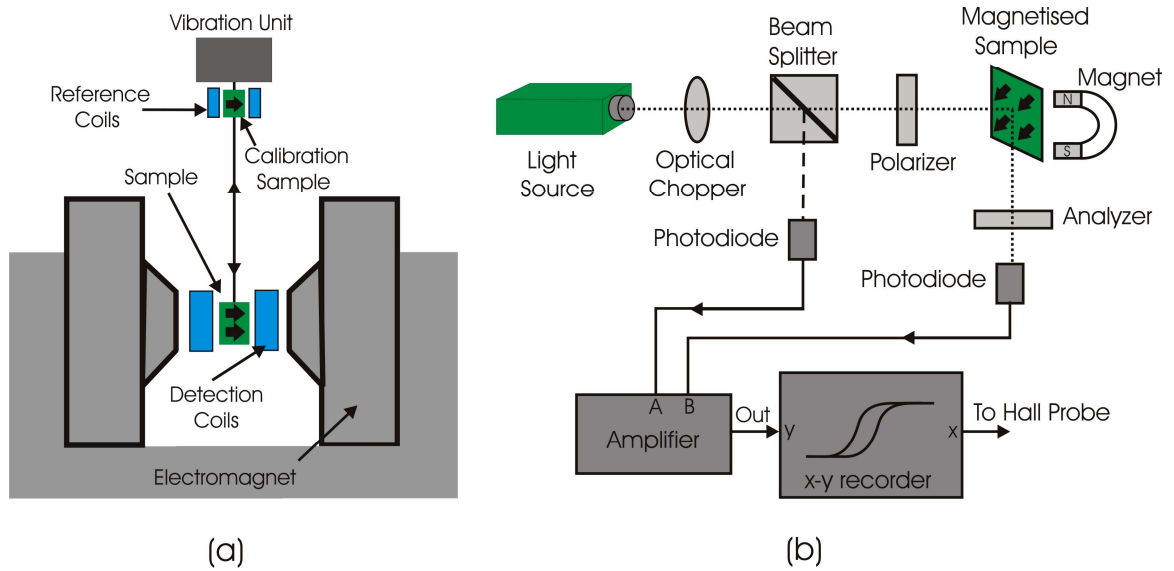 Vibration Unit
Reference
Coils
Calibration
Sample
Sample
Detection
Coils
Electromagnet
(a)
Beam
Splitter
Magnetised
Sample
Magnet
N
S
Light
Source
Optical
Chopper
Polarizer
Analyzer
Photodiode
Photodiode
A B
Amplifier
Out
y
x
x-y recorder
To Hall Probe
(b)